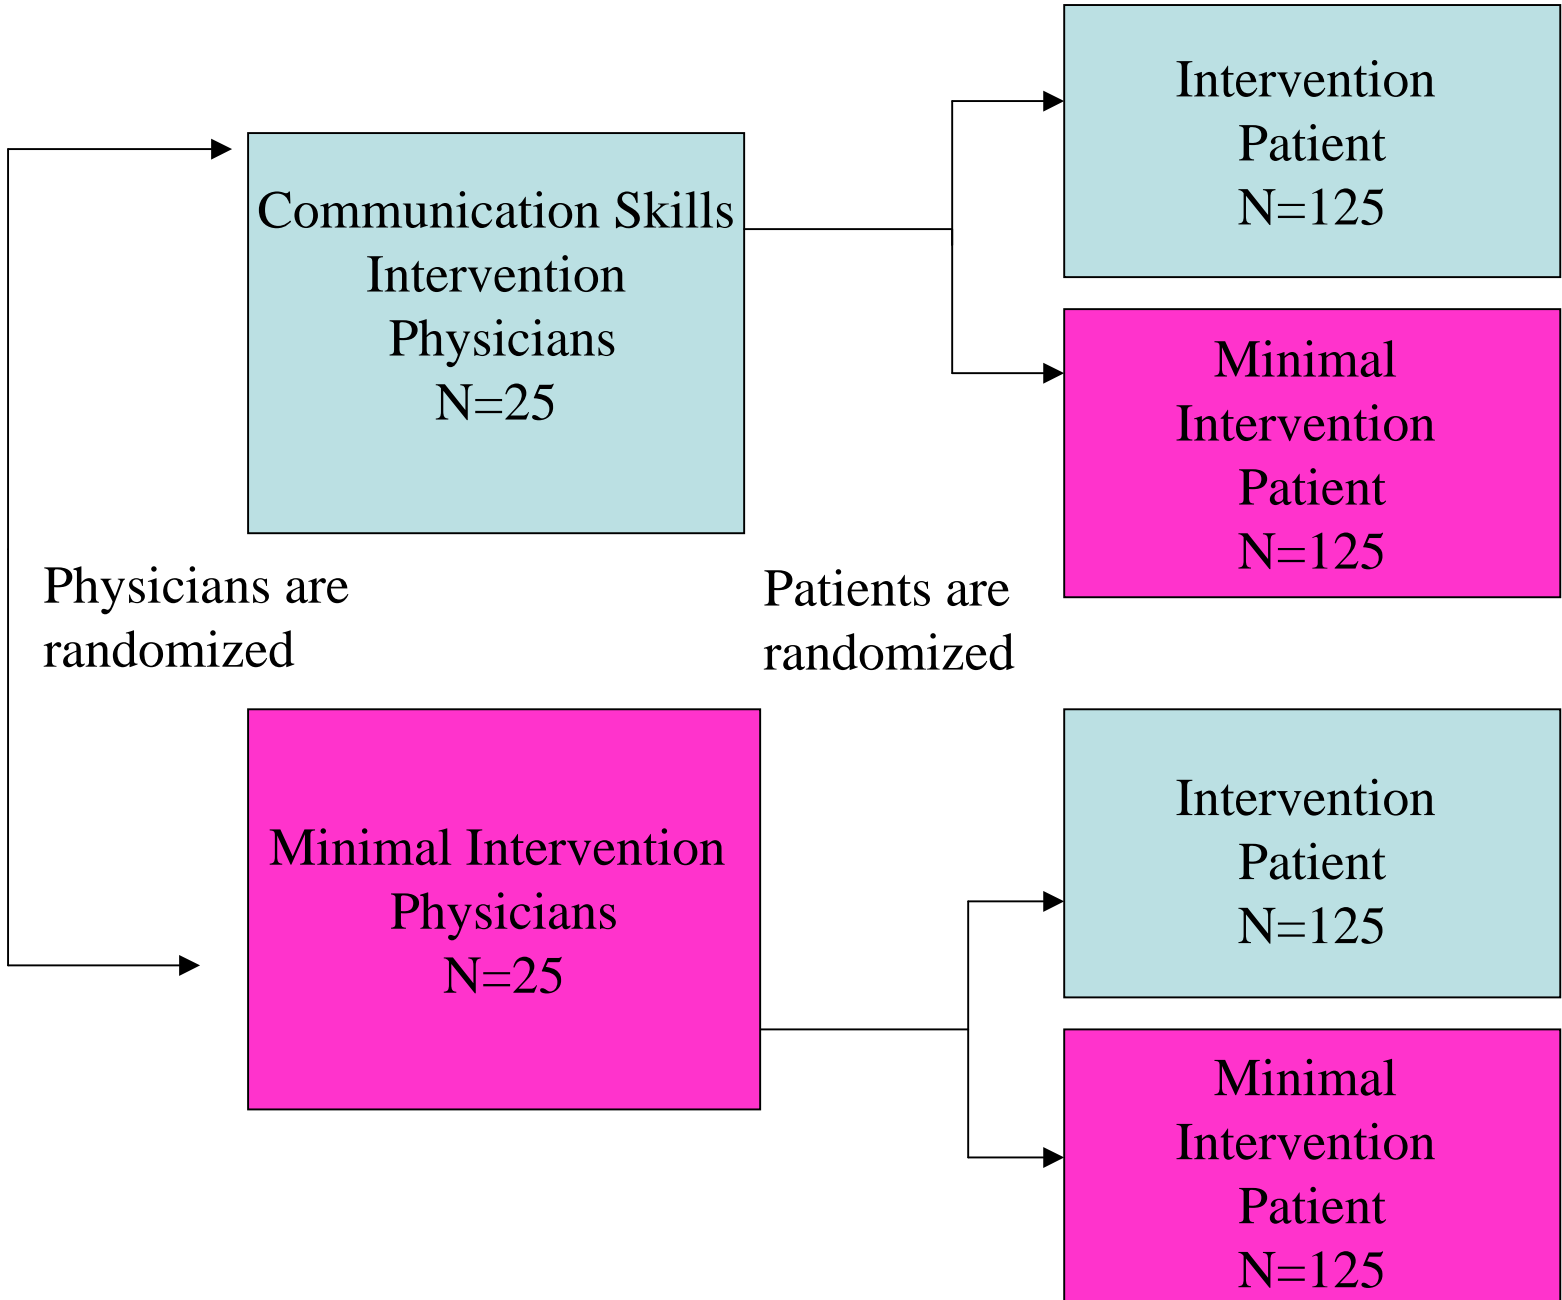 Intervention
Patient
N=125
Communication Skills
Intervention
Physicians
N=25
Minimal
Intervention
Patient
N=125
Physicians are
randomized
Patients are
randomized
Minimal Intervention
Physicians
N=25
Intervention
Patient
N=125
Minimal
Intervention
Patient
N=125